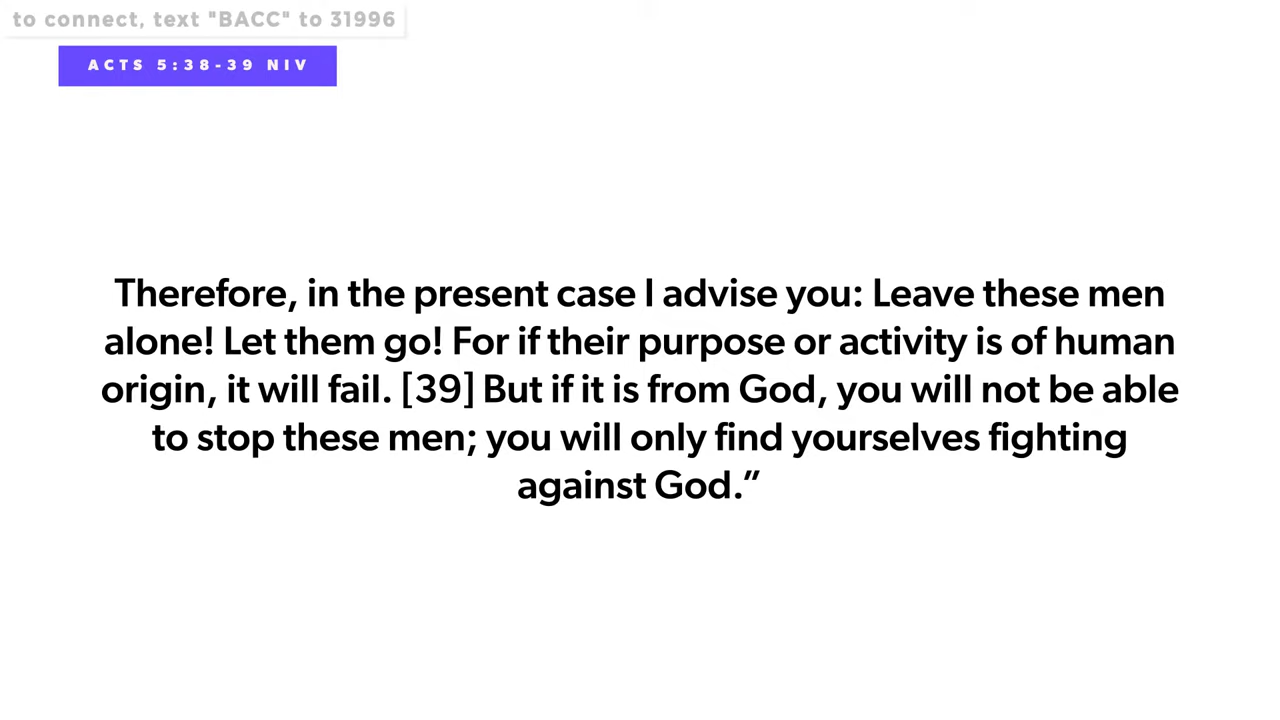 to connect, text "BACC" to 31996
ACTS 5:38-39 NIV
Therefore, in the present case I advise you: Leave these men
alone! Let them go! For if their purpose or activity is of human
origin, it will fail. [39] But if it is from God, you will not be able
to stop these men; you will only find yourselves fighting
against God.”